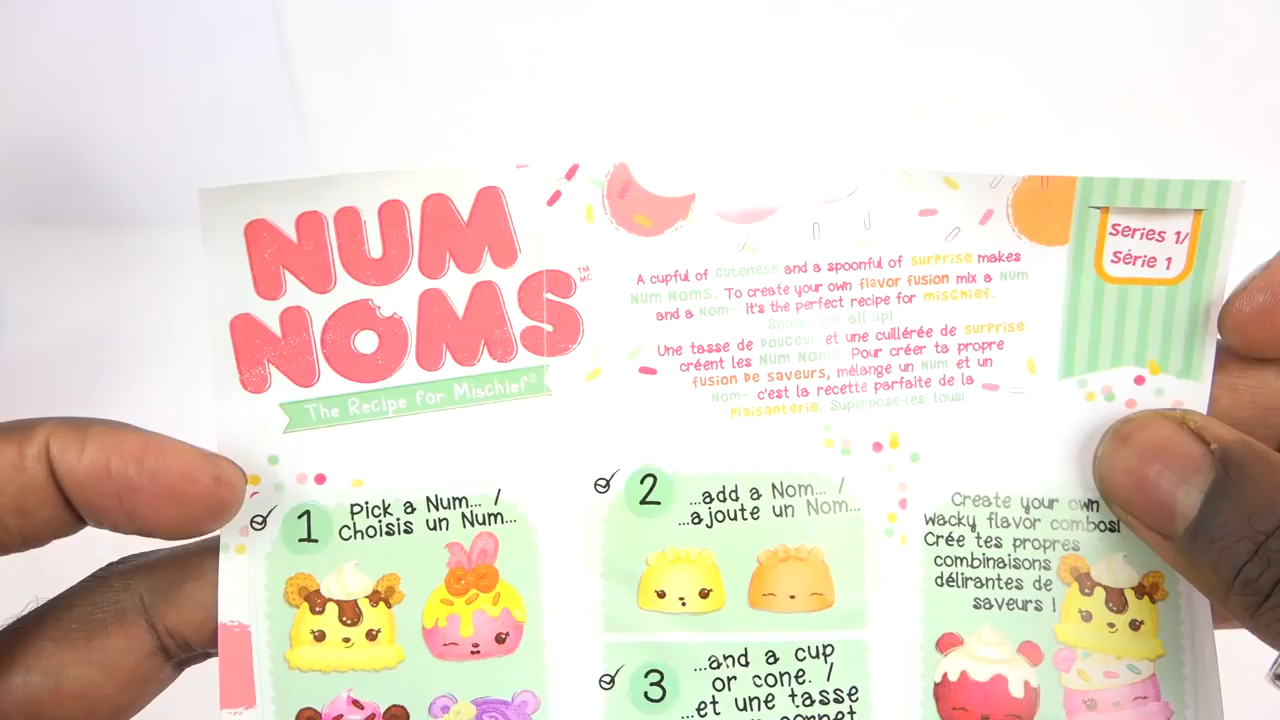 NUM
NOMS
TM
MC
The Recipe for Mischief
A cupful of cuteness and a spoonful of surprise makes
Num Noms. To create your own flavor fusion mix a Num
and a Nom- it's the perfect recipe for mischief.
Scoop 'em all up!
Une tasse de Douceur et une cuillérée de surprise
créent les Num Noms. Pour créer ta propre
fusion De saveurs, mélange un Num et un
Nom- c'est la recette parfaite de la
Plaisanterie. Superpose-les tous!
Series 1/
Série 1
1 Pick a Num... /
Choisis un Num...
2 ...add a Nom... /
...ajoute un Nom...
3 ...and a cup
or cone. /
...et une tasse
Create your own
wacky flavor combos!
Crée tes propres
combinaisons
délirantes de
saveurs !